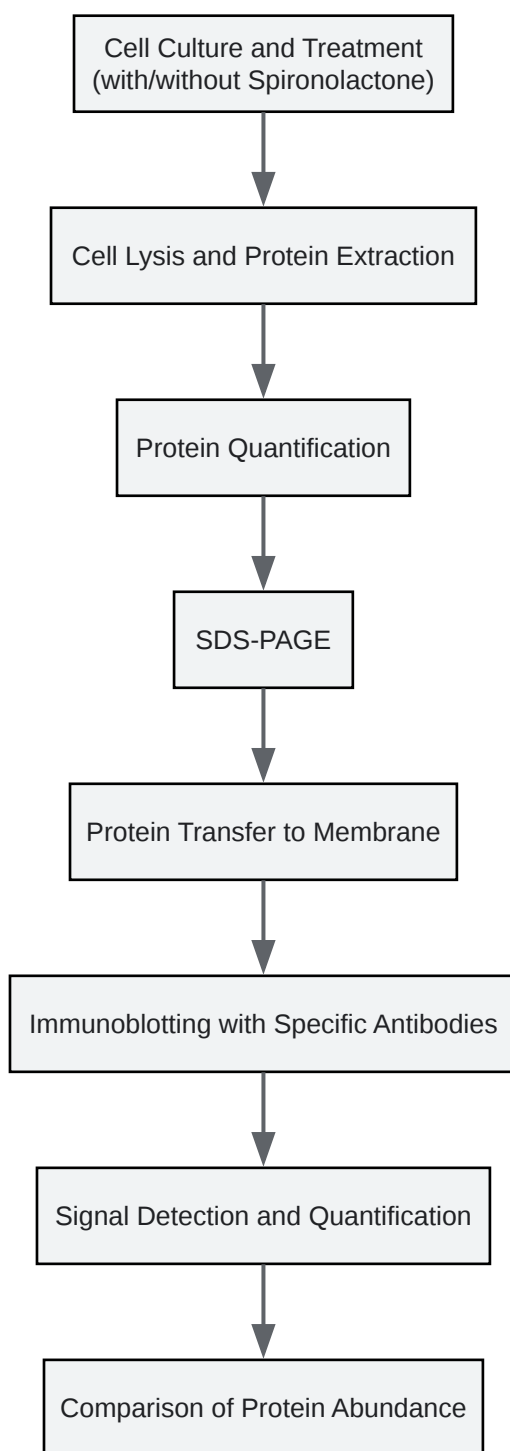 Cell Culture and Treatment
(with/without Spironolactone)
Cell Lysis and Protein Extraction
Protein Quantification
SDS-PAGE
Protein Transfer to Membrane
Immunoblotting with Specific Antibodies
Signal Detection and Quantification
Comparison of Protein Abundance